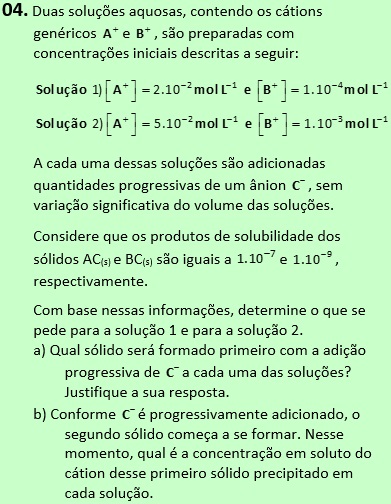 04. Duas soluções aquosas, contendo os cátions
genéricos A⁺ e B⁺, são preparadas com
concentrações iniciais descritas a seguir:
Solução 1) [A⁺] = 2.10⁻² mol L⁻¹ e [B⁺] = 1.10⁻⁴ mol L⁻¹
Solução 2) [A⁺] = 5.10⁻² mol L⁻¹ e [B⁺] = 1.10⁻³ mol L⁻¹
A cada uma dessas soluções são adicionadas
quantidades progressivas de um ânion C⁻, sem
variação significativa do volume das soluções.
Considere que os produtos de solubilidade dos
sólidos AC(s) e BC(s) são iguais a 1.10⁻⁷ e 1.10⁻⁹,
respectivamente.
Com base nessas informações, determine o que se
pede para a solução 1 e para a solução 2.
a) Qual sólido será formado primeiro com a adição
progressiva de C⁻ a cada uma das soluções?
Justifique a sua resposta.
b) Conforme C⁻ é progressivamente adicionado, o
segundo sólido começa a se formar. Nesse
momento, qual é a concentração em soluto do
cátion desse primeiro sólido precipitado em
cada solução.